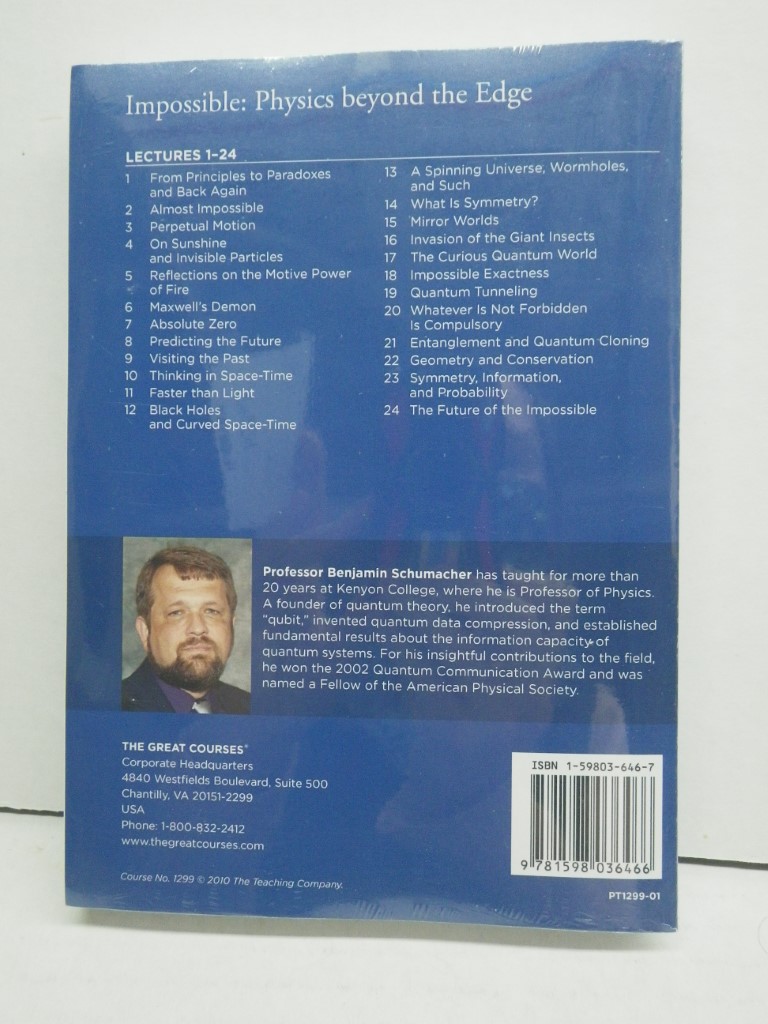 Impossible: Physics beyond the Edge
LECTURES 1–24
1 From Principles to Paradoxes
and Back Again
2 Almost Impossible
3 Perpetual Motion
4 On Sunshine
and Invisible Particles
5 Reflections on the Motive Power
of Fire
6 Maxwell's Demon
7 Absolute Zero
8 Predicting the Future
9 Visiting the Past
10 Thinking in Space-Time
11 Faster than Light
12 Black Holes
and Curved Space-Time
13 A Spinning Universe, Wormholes,
and Such
14 What Is Symmetry?
15 Mirror Worlds
16 Invasion of the Giant Insects
17 The Curious Quantum World
18 Impossible Exactness
19 Quantum Tunneling
20 Whatever Is Not Forbidden
Is Compulsory
21 Entanglement and Quantum Cloning
22 Geometry and Conservation
23 Symmetry, Information,
and Probability
24 The Future of the Impossible
Professor Benjamin Schumacher has taught for more than
20 years at Kenyon College, where he is Professor of Physics.
A founder of quantum theory, he introduced the term
"qubit," invented quantum data compression, and established
fundamental results about the information capacity of
quantum systems. For his insightful contributions to the field,
he won the 2002 Quantum Communication Award and was
named a Fellow of the American Physical Society.
THE GREAT COURSES®
Corporate Headquarters
4840 Westfields Boulevard, Suite 500
Chantilly, VA 20151-2299
USA
Phone: 1-800-832-2412
www.thegreatcourses.com
Course No. 1299 © 2010 The Teaching Company.
ISBN 1-59803-646-7
9 781598 036466
PT1299-01